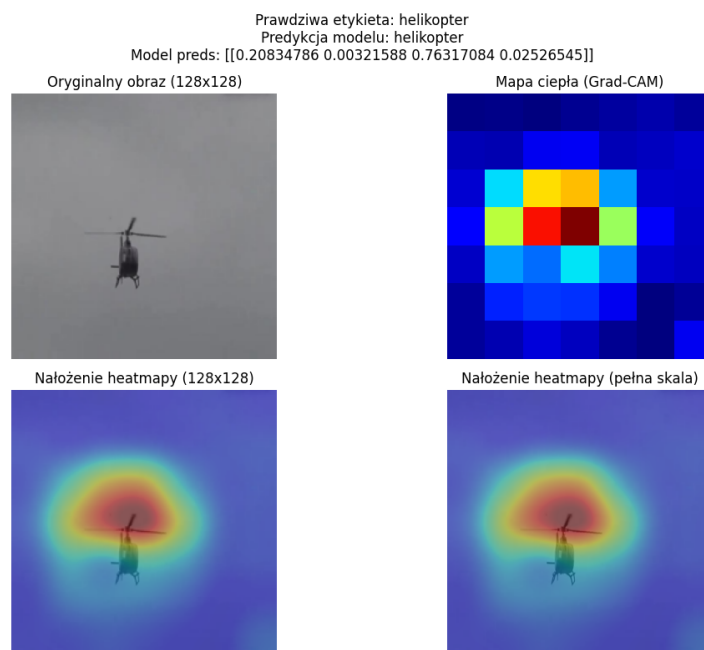 Prawdziwa etykieta: helikopter
Predykcja modelu: helikopter
Model preds: [[0.20834786 0.00321588 0.76317084 0.02526545]]
Oryginalny obraz (128x128)
Mapa ciepła (Grad-CAM)
Nałożenie heatmapy (128x128)
Nałożenie heatmapy (pełna skala)